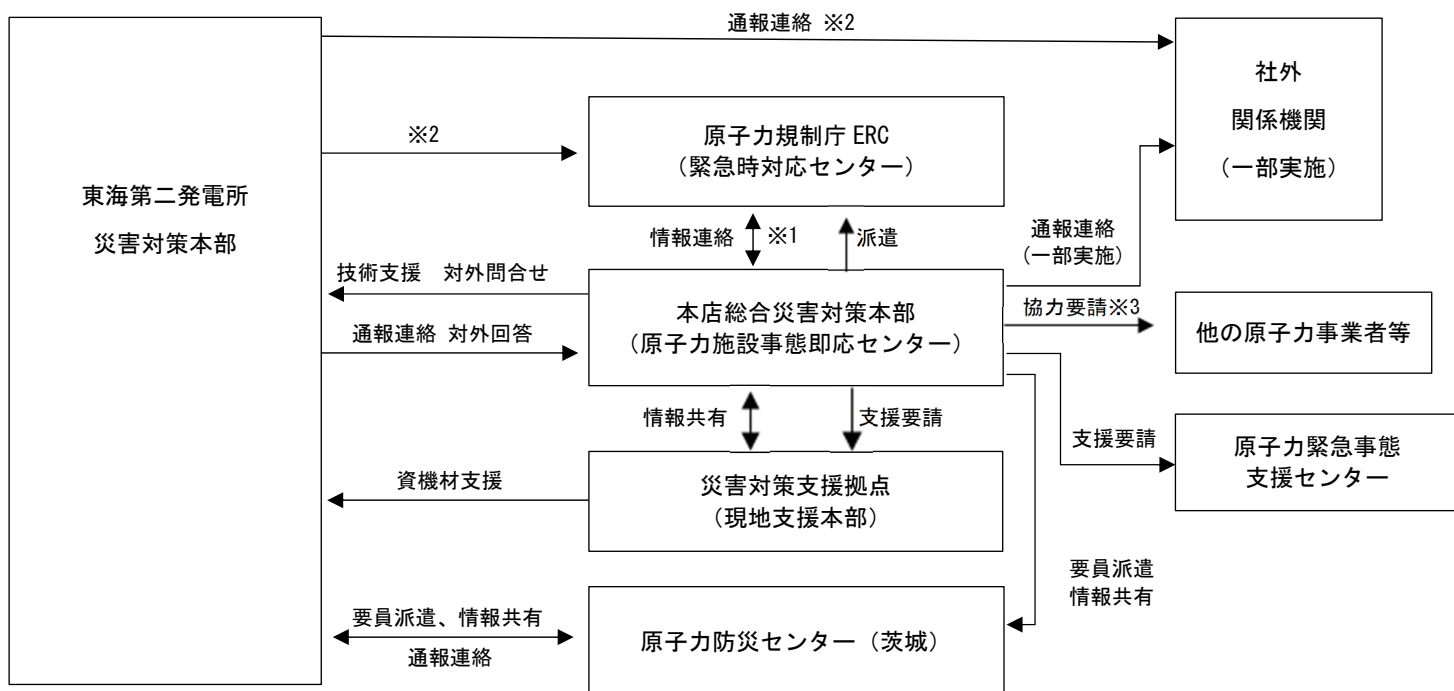 通報連絡 ※2
社外
関係機関
（一部実施）
※2
原子力規制庁 ERC
（緊急時対応センター）
東海第二発電所
災害対策本部
情報連絡
※1
派遣
通報連絡
(一部実施)
技術支援　対外問合せ
本店総合災害対策本部
（原子力施設事態即応センター）
協力要請※3
他の原子力事業者等
通報連絡 対外回答
情報共有
支援要請
支援要請
原子力緊急事態
支援センター
資機材支援
災害対策支援拠点
（現地支援本部）
要員派遣
情報共有
要員派遣、情報共有
通報連絡
原子力防災センター（茨城）